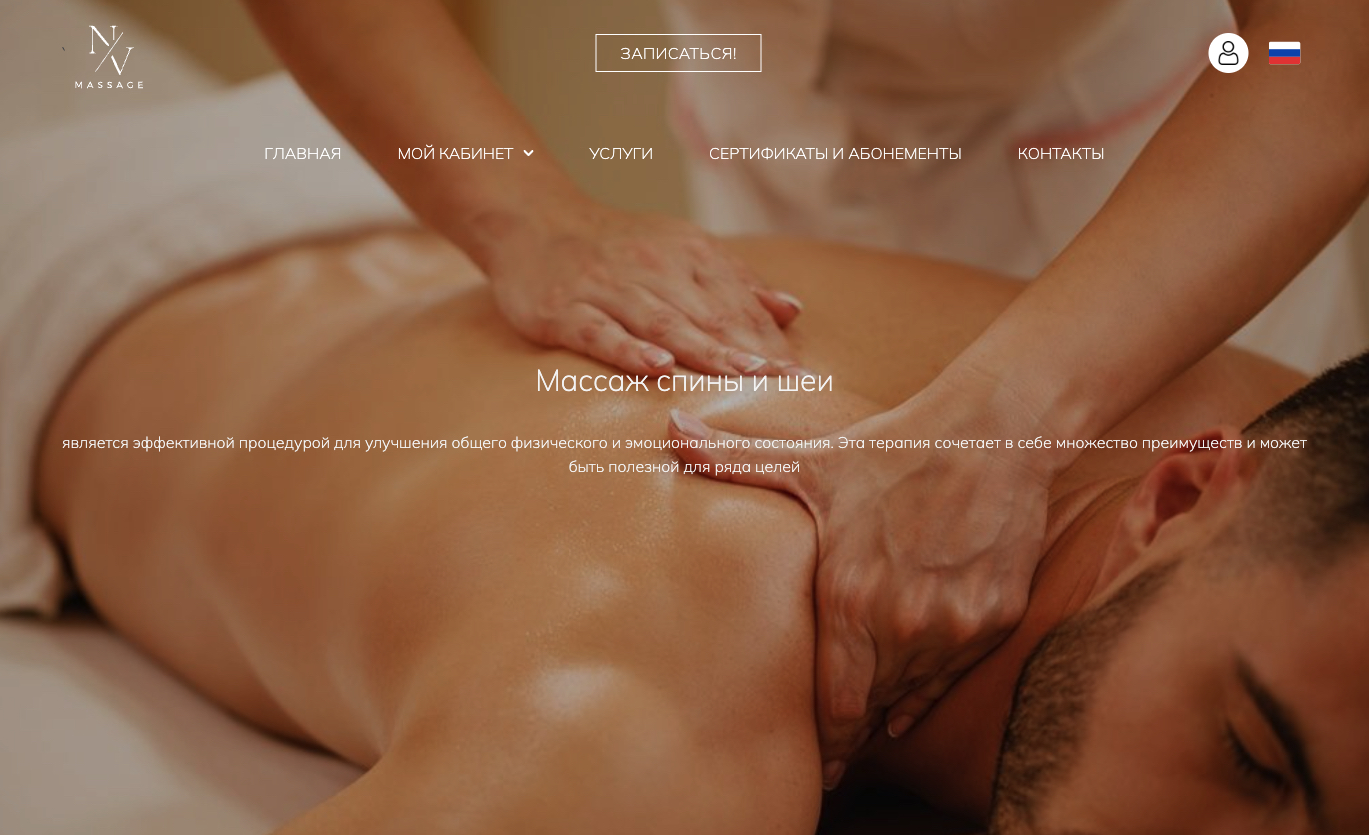 NV
MASSAGE
ЗАПИСАТЬСЯ!
ГЛАВНАЯ МОЙ КАБИНЕТ УСЛУГИ СЕРТИФИКАТЫ И АБОНЕМЕНТЫ КОНТАКТЫ
Массаж спины и шеи
является эффективной процедурой для улучшения общего физического и эмоционального состояния. Эта терапия сочетает в себе множество преимуществ и может
быть полезной для ряда целей